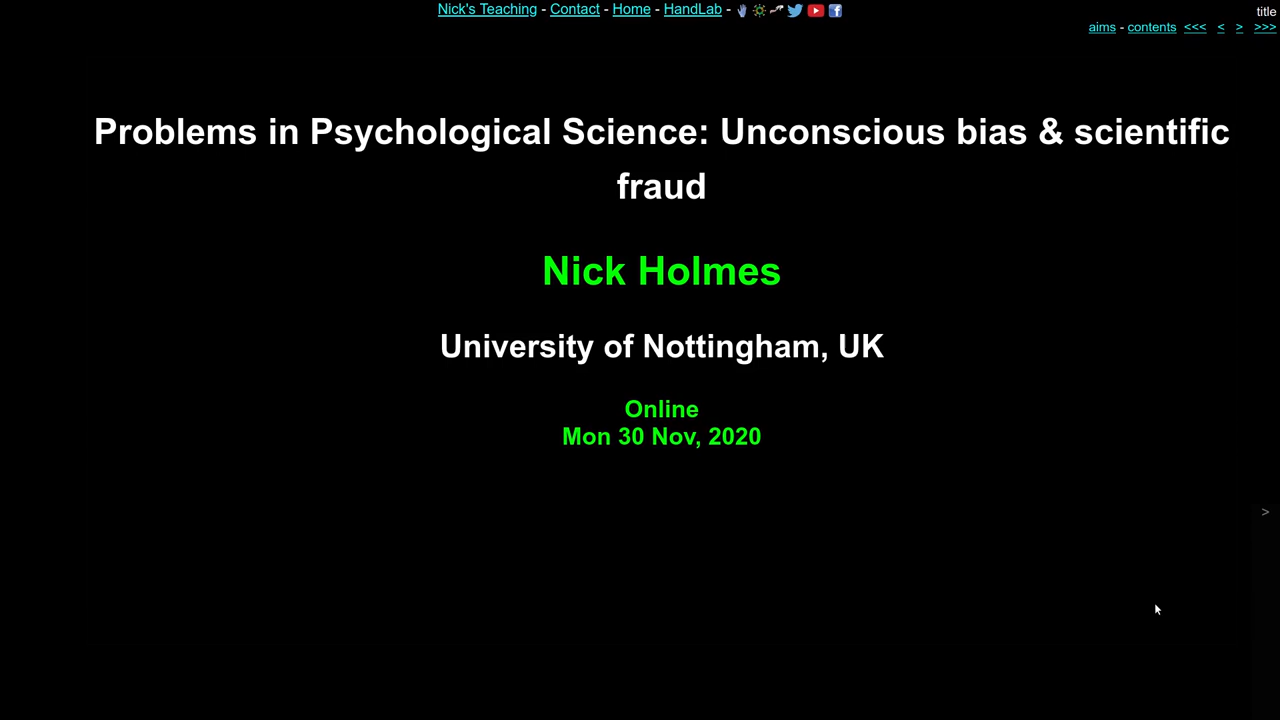 Nick's Teaching - Contact - Home - HandLab -
title
aims - contents <<< < > >>>
Problems in Psychological Science: Unconscious bias & scientific
fraud
Nick Holmes
University of Nottingham, UK
Online
Mon 30 Nov, 2020
>